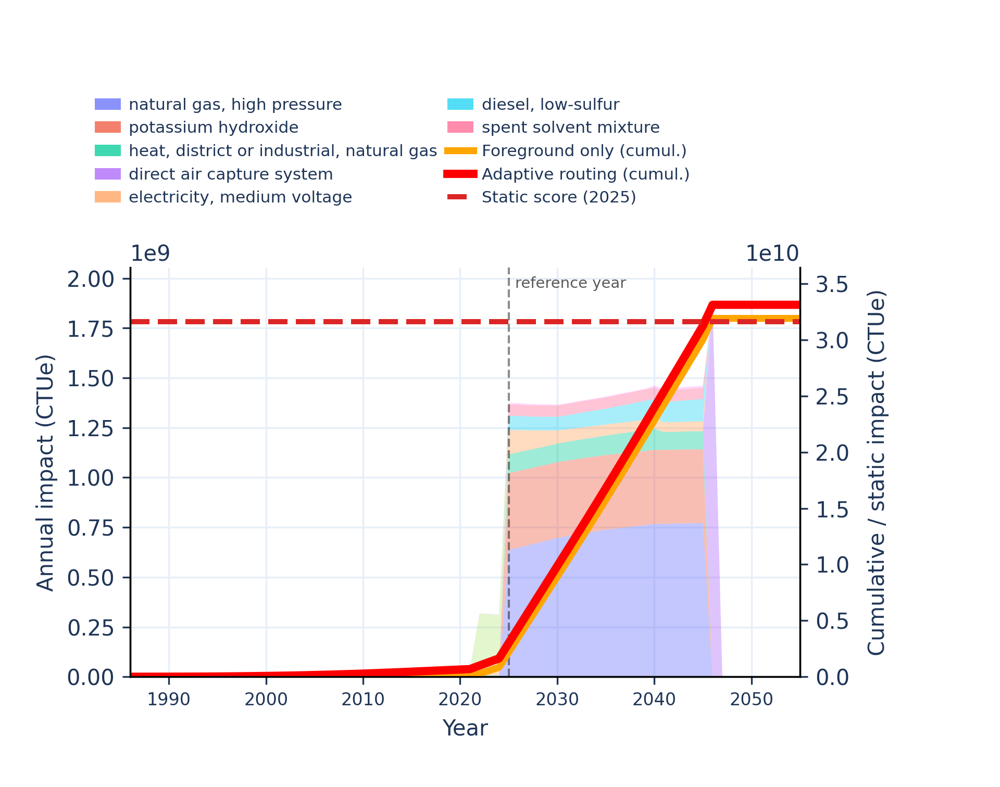 natural gas, high pressure
potassium hydroxide
heat, district or industrial, natural gas
direct air capture system
electricity, medium voltage
diesel, low-sulfur
spent solvent mixture
Foreground only (cumul.)
Adaptive routing (cumul.)
Static score (2025)
1e9
1e10
reference year
Annual impact (CTUe)
2.00
1.75
1.50
1.25
1.00
0.75
0.50
0.25
0.00
3.5
3.0
2.5
2.0
1.5
1.0
0.5
0.0
Cumulative / static impact (CTUe)
1990 2000 2010 2020 2030 2040 2050
Year